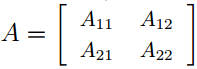 A = [ A₁₁ A₁₂
A₂₁ A₂₂ ]